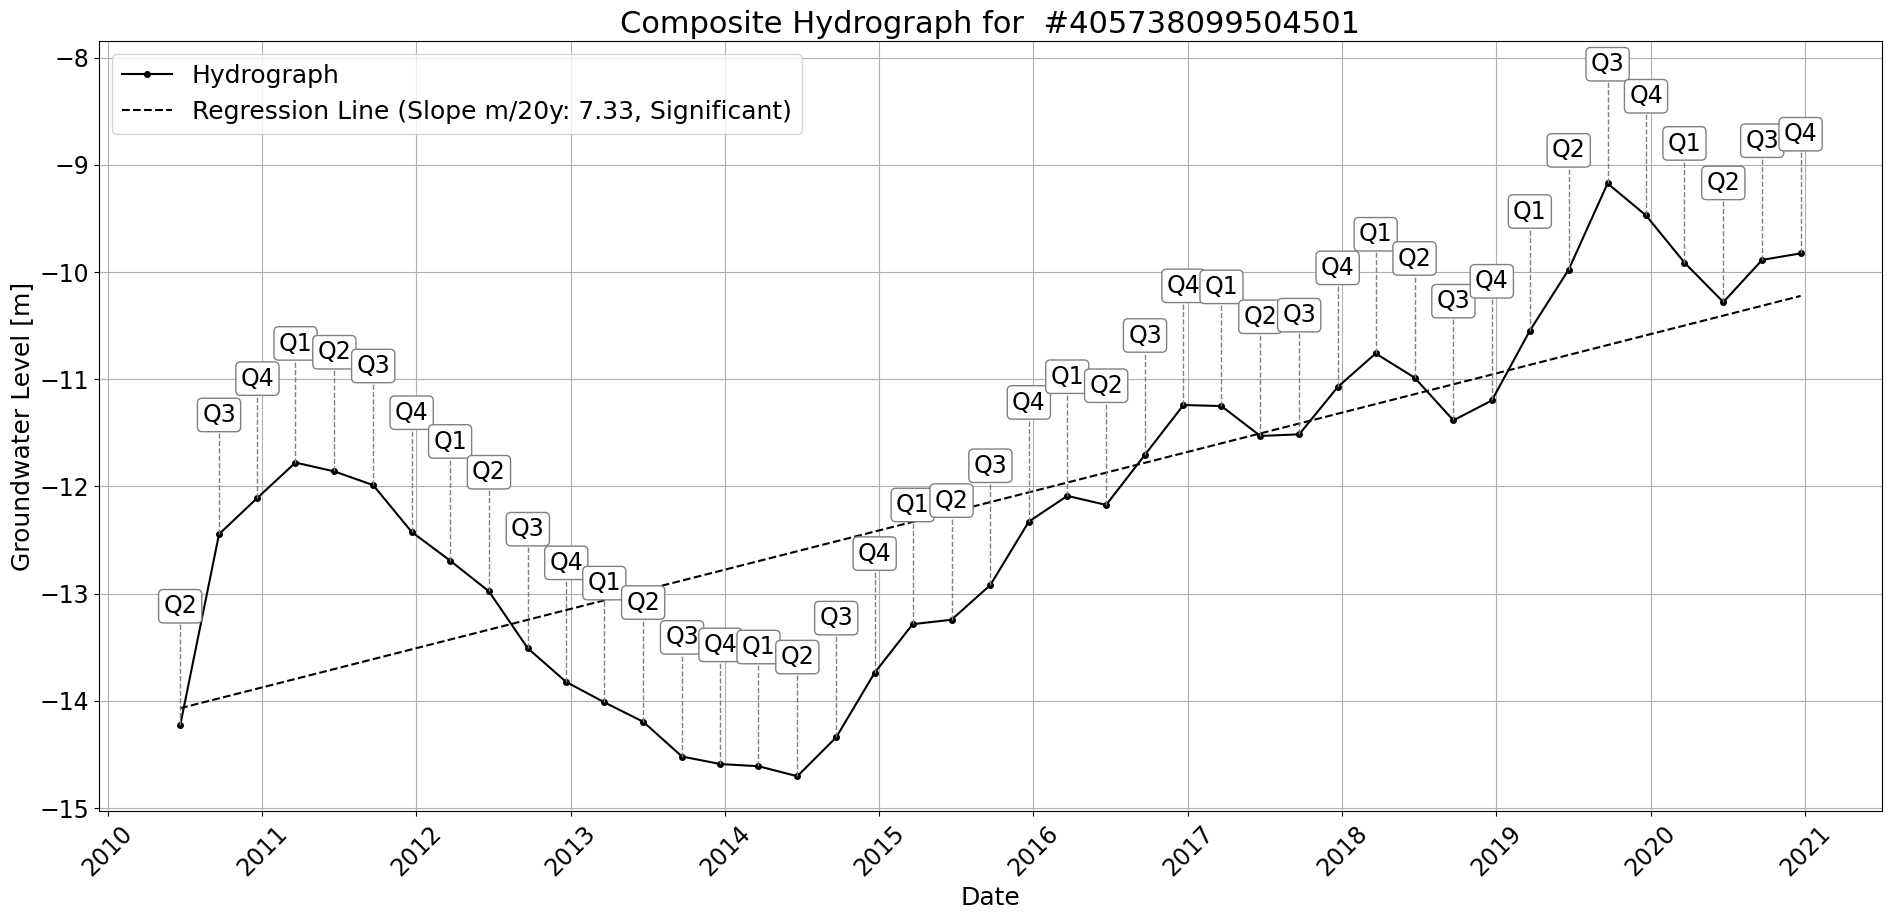 Composite Hydrograph for #405738099504501
Hydrograph
Regression Line (Slope m/20y: 7.33, Significant)
Groundwater Level [m]
−8
−9
−10
−11
−12
−13
−14
−15
Q2
Q3
Q4
Q1
Q2
Q3
Q4
Q1
Q2
Q3
Q4
Q1
Q2
Q3
Q4
Q1
Q2
Q3
Q4
Q1
Q2
Q3
Q4
Q1
Q2
Q3
Q4
Q1
Q2
Q3
Q4
Q1
Q2
Q3
Q4
Q1
Q2
Q3
Q4
Q1
Q2
Q3
Q4
2010
2011
2012
2013
2014
2015
2016
2017
2018
2019
2020
2021
Date